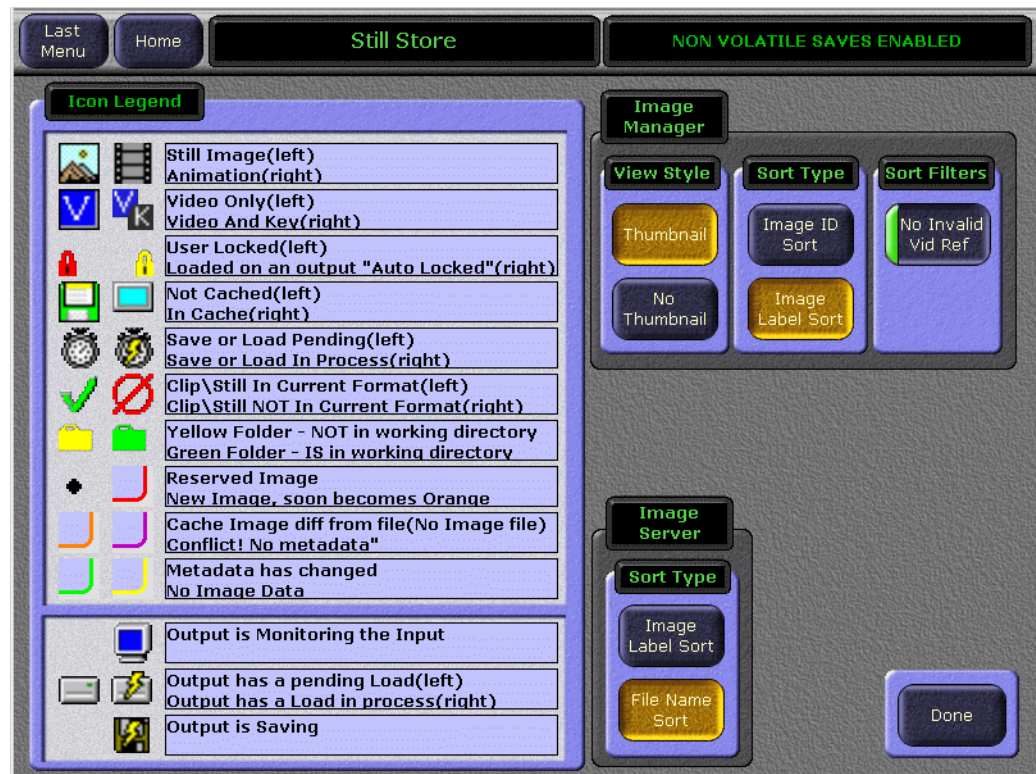 Last
Menu
Home
Still Store
NON VOLATILE SAVES ENABLED
Icon Legend
Still Image(left)
Animation(right)
V
V
K
Video Only(left)
Video And Key(right)
User Locked(left)
Loaded on an output "Auto Locked"(right)
Not Cached(left)
In Cache(right)
Save or Load Pending(left)
Save or Load In Process(right)
Clip\Still In Current Format(left)
Clip\Still NOT In Current Format(right)
Yellow Folder - NOT in working directory
Green Folder - IS in working directory
Reserved Image
New Image, soon becomes Orange
Cache Image diff from file(No Image file)
Conflict! No metadata"
Metadata has changed
No Image Data
Output is Monitoring the Input
Output has a pending Load(left)
Output has a Load in process(right)
Output is Saving
Image
Manager
View Style
Thumbnail
No
Thumbnail
Sort Type
Image ID
Sort
Image
Label Sort
Sort Filters
No Invalid
Vid Ref
Image
Server
Sort Type
Image
Label Sort
File Name
Sort
Done